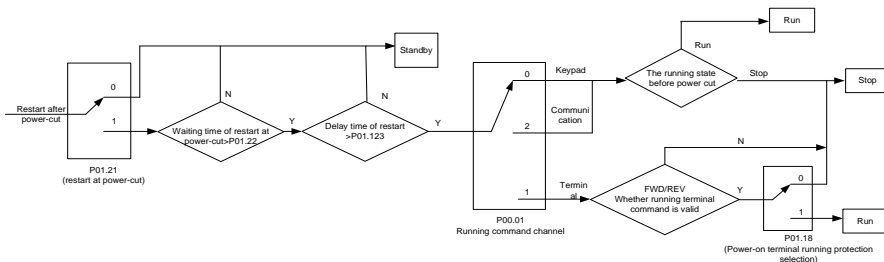 Restart after
power-cut
0
1
P01.21
(restart at power-cut)
N
Waiting time of restart at
power-cut>P01.22
Y
N
Delay time of restart
>P01.123
Y
Standby
0
2
1
P00.01
Running command channel
Keypad
Communi
cation
Termin
al
Run
The running state
before power cut
Stop
Run
Stop
N
FWD/REV
Whether running terminal
command is valid
Y
0
1
P01.18
(Power-on terminal running protection
selection)
Run